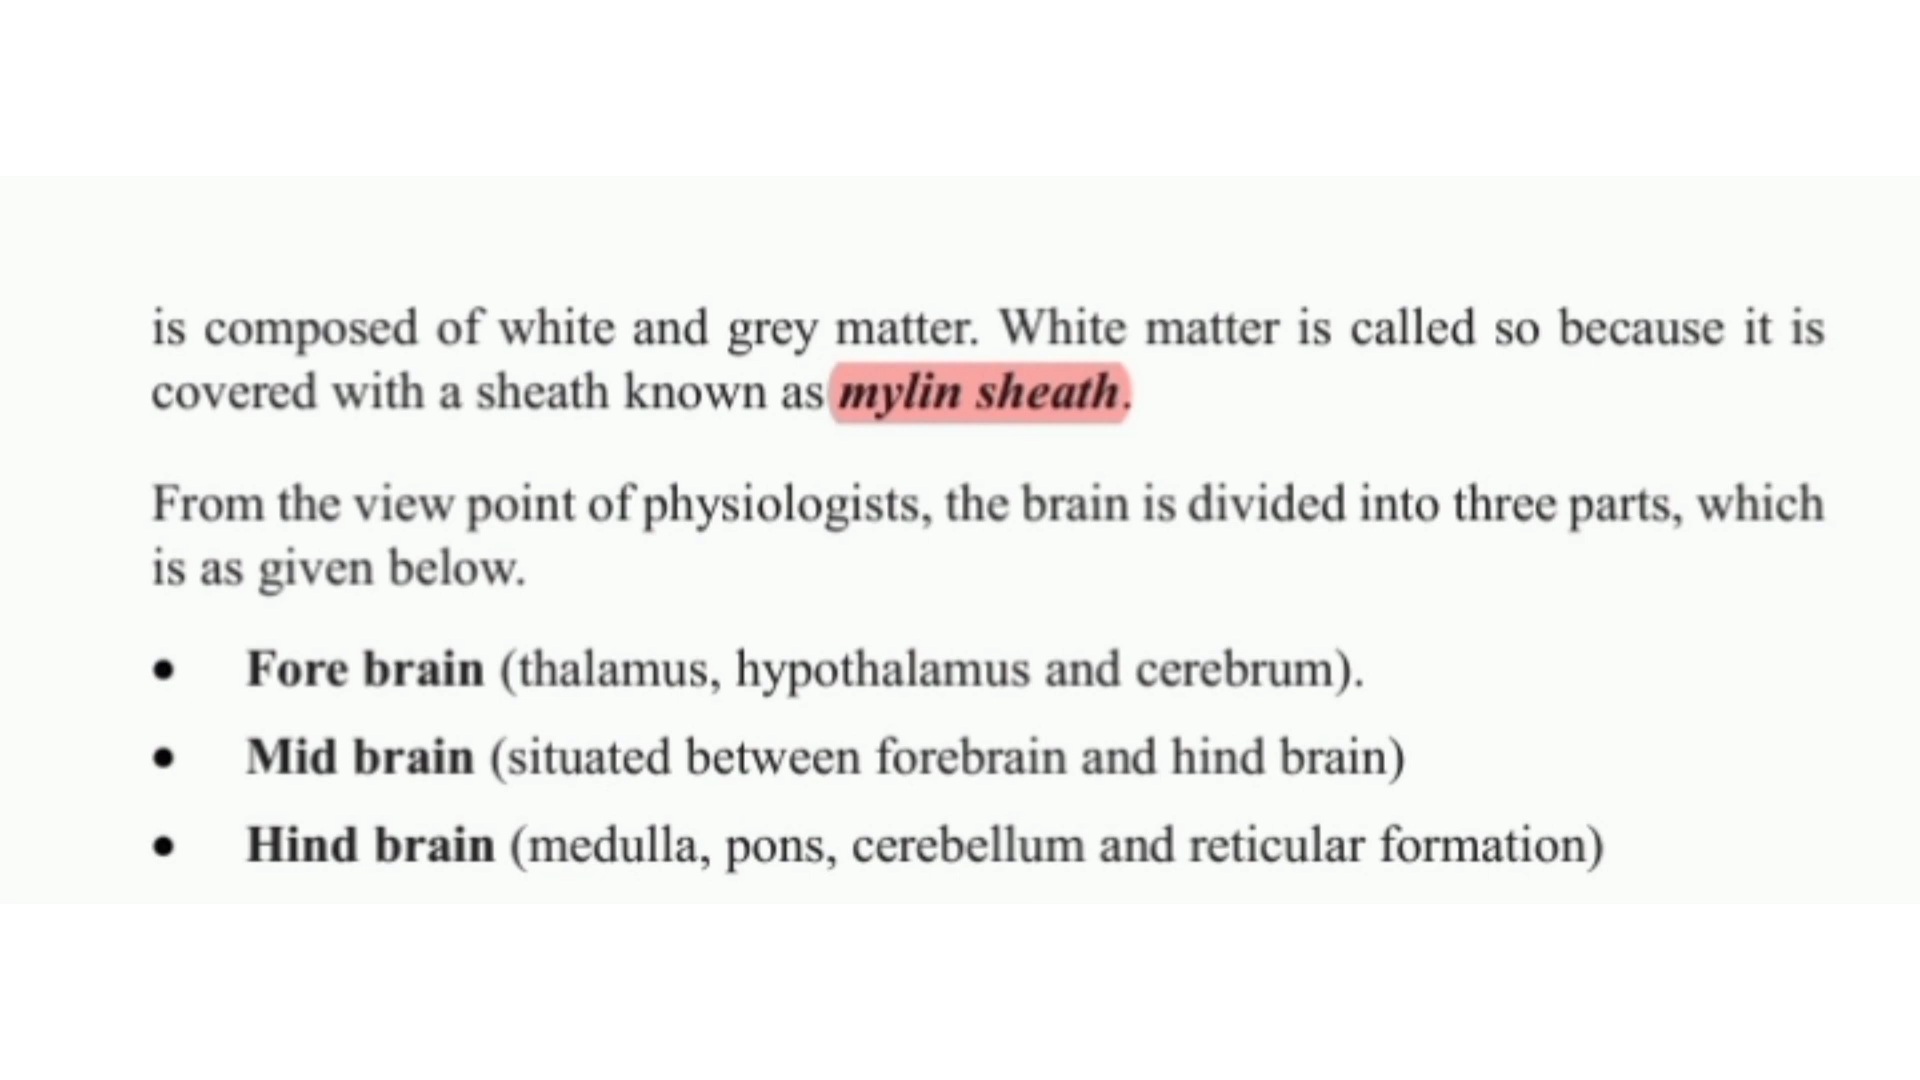 is composed of white and grey matter. White matter is called so because it is
covered with a sheath known as mylin sheath.
From the view point of physiologists, the brain is divided into three parts, which
is as given below.
• Fore brain (thalamus, hypothalamus and cerebrum).
• Mid brain (situated between forebrain and hind brain)
• Hind brain (medulla, pons, cerebellum and reticular formation)